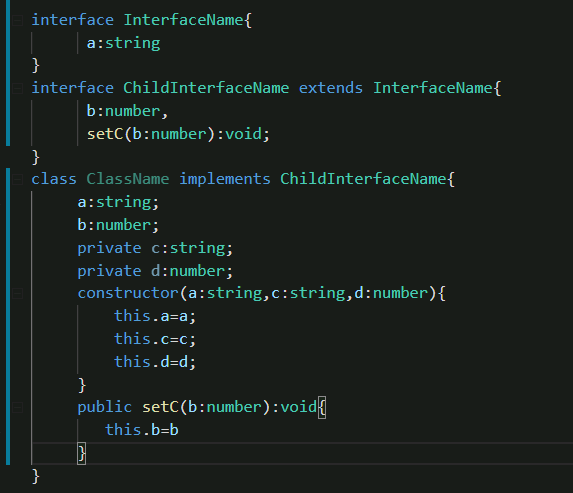 interface InterfaceName{
a:string
}
interface ChildInterfaceName extends InterfaceName{
b:number,
setC(b:number):void;
}
class ClassName implements ChildInterfaceName{
a:string;
b:number;
private c:string;
private d:number;
constructor(a:string,c:string,d:number){
this.a=a;
this.c=c;
this.d=d;
}
public setC(b:number):void{
this.b=b
}
}